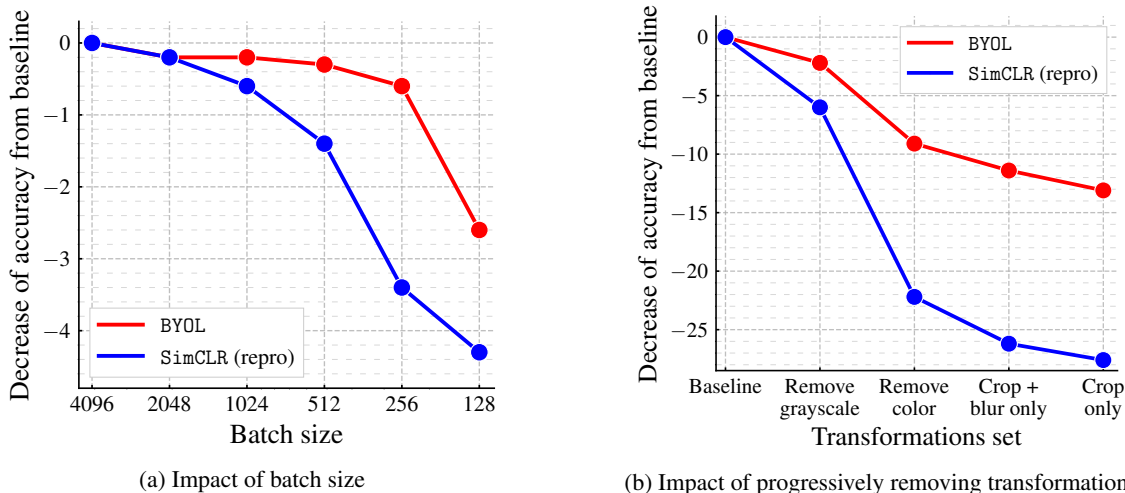 Decrease of accuracy from baseline
0
−1
−2
−3
−4
BYOL
SimCLR (repro)
4096 2048 1024 512 256 128
Batch size
(a) Impact of batch size
Decrease of accuracy from baseline
0
−5
−10
−15
−20
−25
BYOL
SimCLR (repro)
Baseline Remove Remove Crop + Crop
grayscale color blur only only
Transformations set
(b) Impact of progressively removing transformation